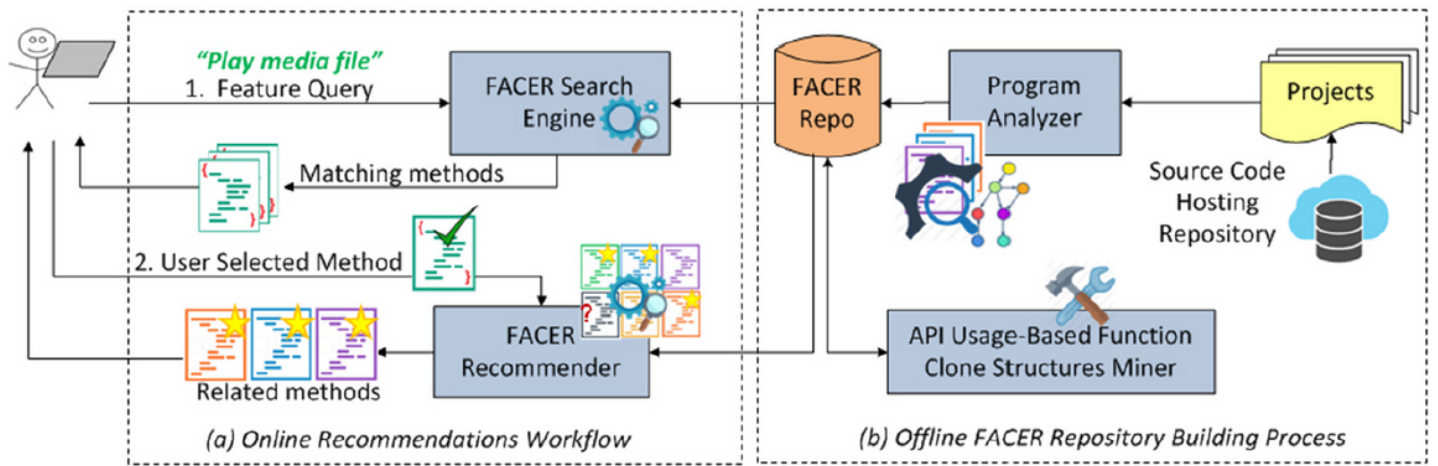 “Play media file”
1. Feature Query
FACER Search
Engine
Matching methods
2. User Selected Method
?
FACER
Recommender
Related methods
(a) Online Recommendations Workflow
FACER
Repo
Program
Analyzer
Projects
Source Code
Hosting
Repository
API Usage-Based Function
Clone Structures Miner
(b) Offline FACER Repository Building Process